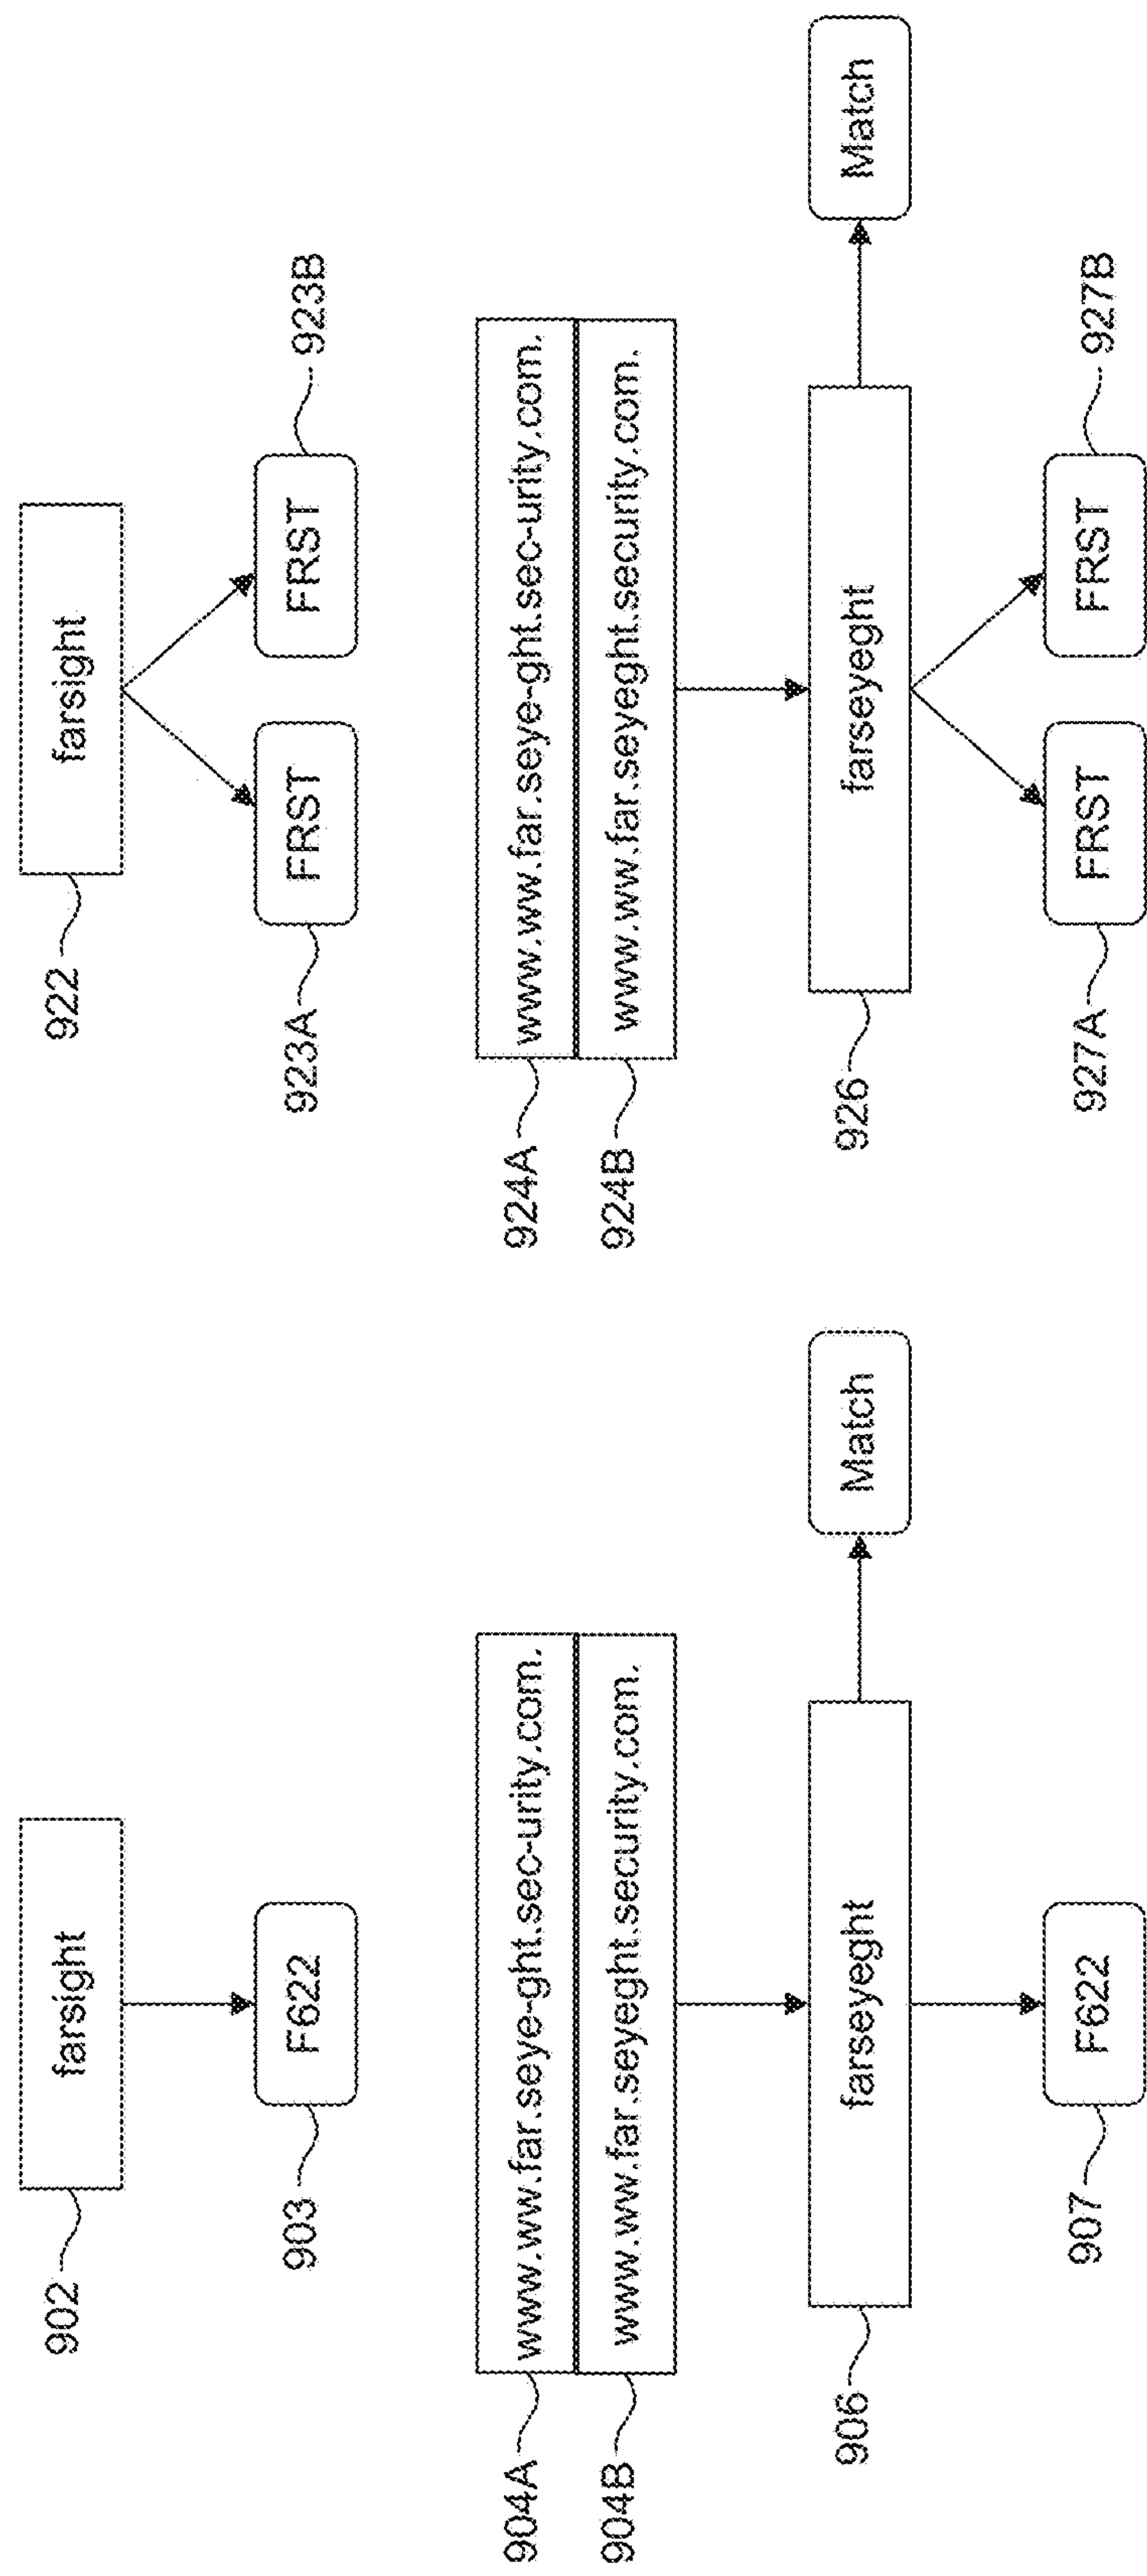 902
farsight
903
F622
904A
www.ww.far.seye-ght.sec-urity.com.
904B
www.ww.far.seyeght.security.com.
906
farseyeght
Match
907
F622
922
farsight
923A
FRST
FRST
923B
924A
www.ww.far.seye-ght.sec-urity.com.
924B
www.ww.far.seyeght.security.com.
926
farseyeght
Match
927A
FRST
FRST
927B